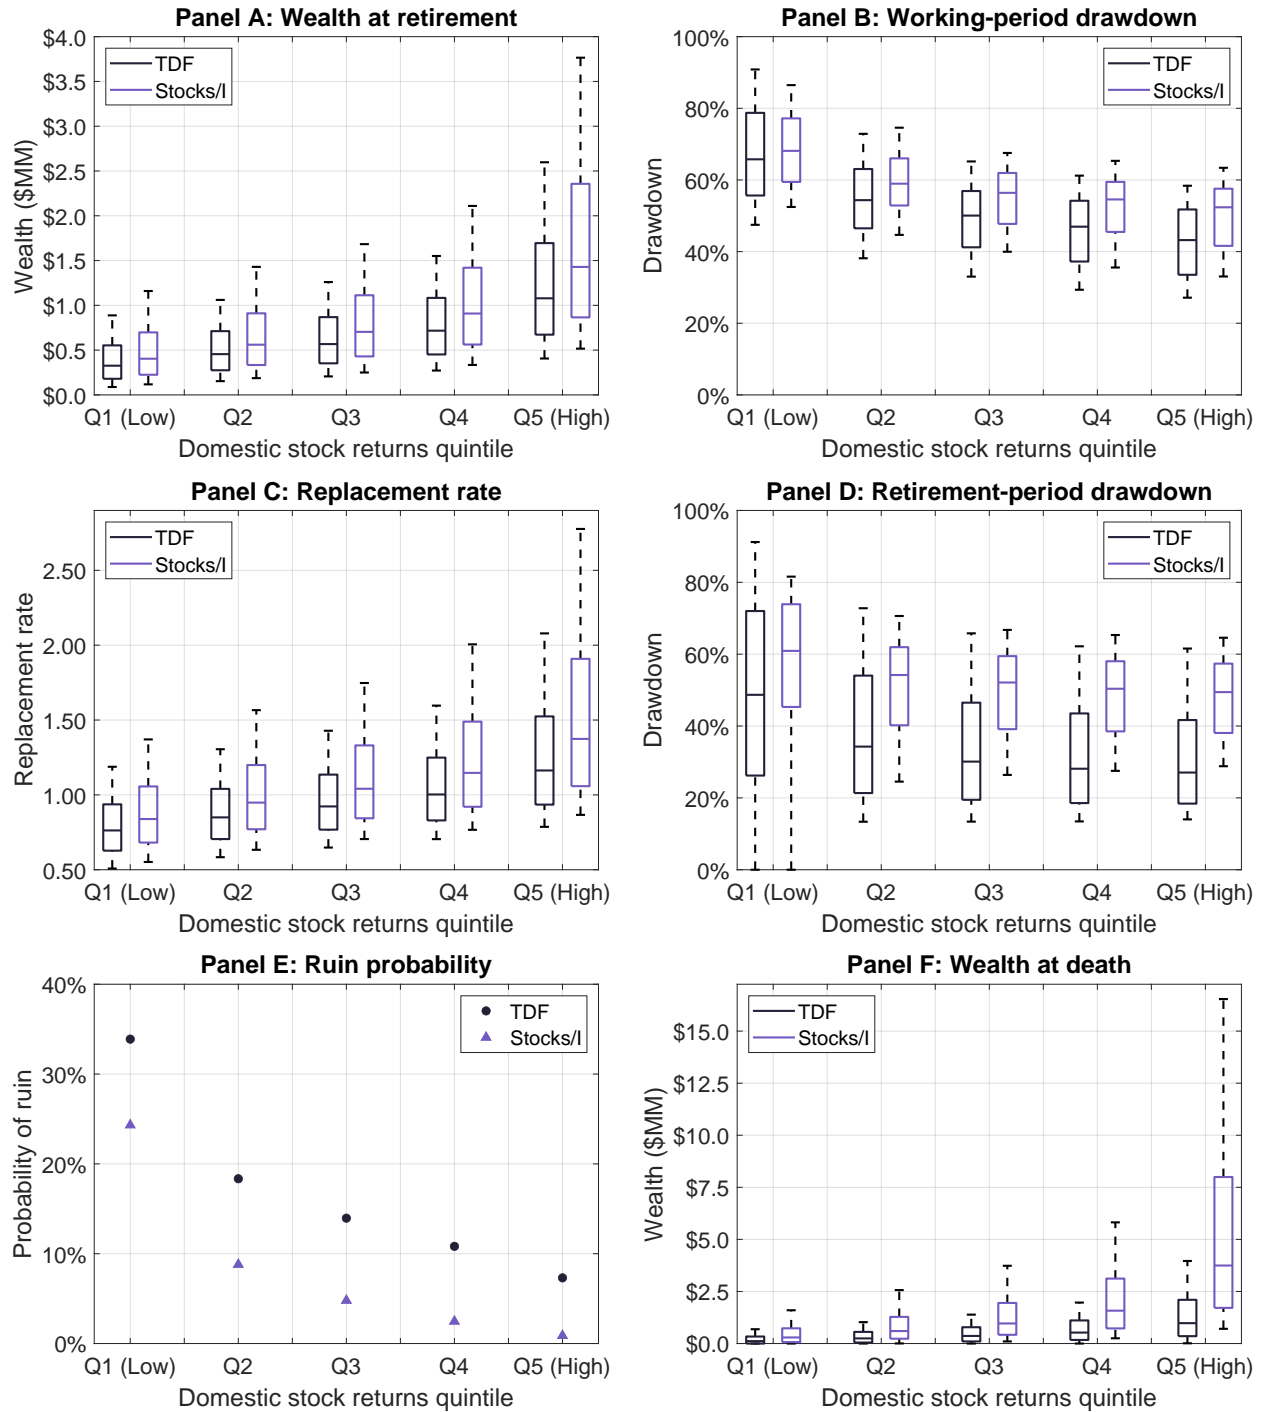 Panel A: Wealth at retirement
$4.0
$3.5
$3.0
$2.5
$2.0
$1.5
$1.0
$0.5
$0.0
Wealth ($MM)
TDF
Stocks/I
Q1 (Low) Q2 Q3 Q4 Q5 (High)
Domestic stock returns quintile
Panel B: Working-period drawdown
100%
80%
60%
40%
20%
0%
Drawdown
TDF
Stocks/I
Q1 (Low) Q2 Q3 Q4 Q5 (High)
Domestic stock returns quintile
Panel C: Replacement rate
2.50
2.00
1.50
1.00
0.50
Replacement rate
TDF
Stocks/I
Q1 (Low) Q2 Q3 Q4 Q5 (High)
Domestic stock returns quintile
Panel D: Retirement-period drawdown
100%
80%
60%
40%
20%
0%
Drawdown
TDF
Stocks/I
Q1 (Low) Q2 Q3 Q4 Q5 (High)
Domestic stock returns quintile
Panel E: Ruin probability
40%
30%
20%
10%
0%
Probability of ruin
TDF
Stocks/I
Q1 (Low) Q2 Q3 Q4 Q5 (High)
Domestic stock returns quintile
Panel F: Wealth at death
$15.0
$12.5
$10.0
$7.5
$5.0
$2.5
$0.0
Wealth ($MM)
TDF
Stocks/I
Q1 (Low) Q2 Q3 Q4 Q5 (High)
Domestic stock returns quintile